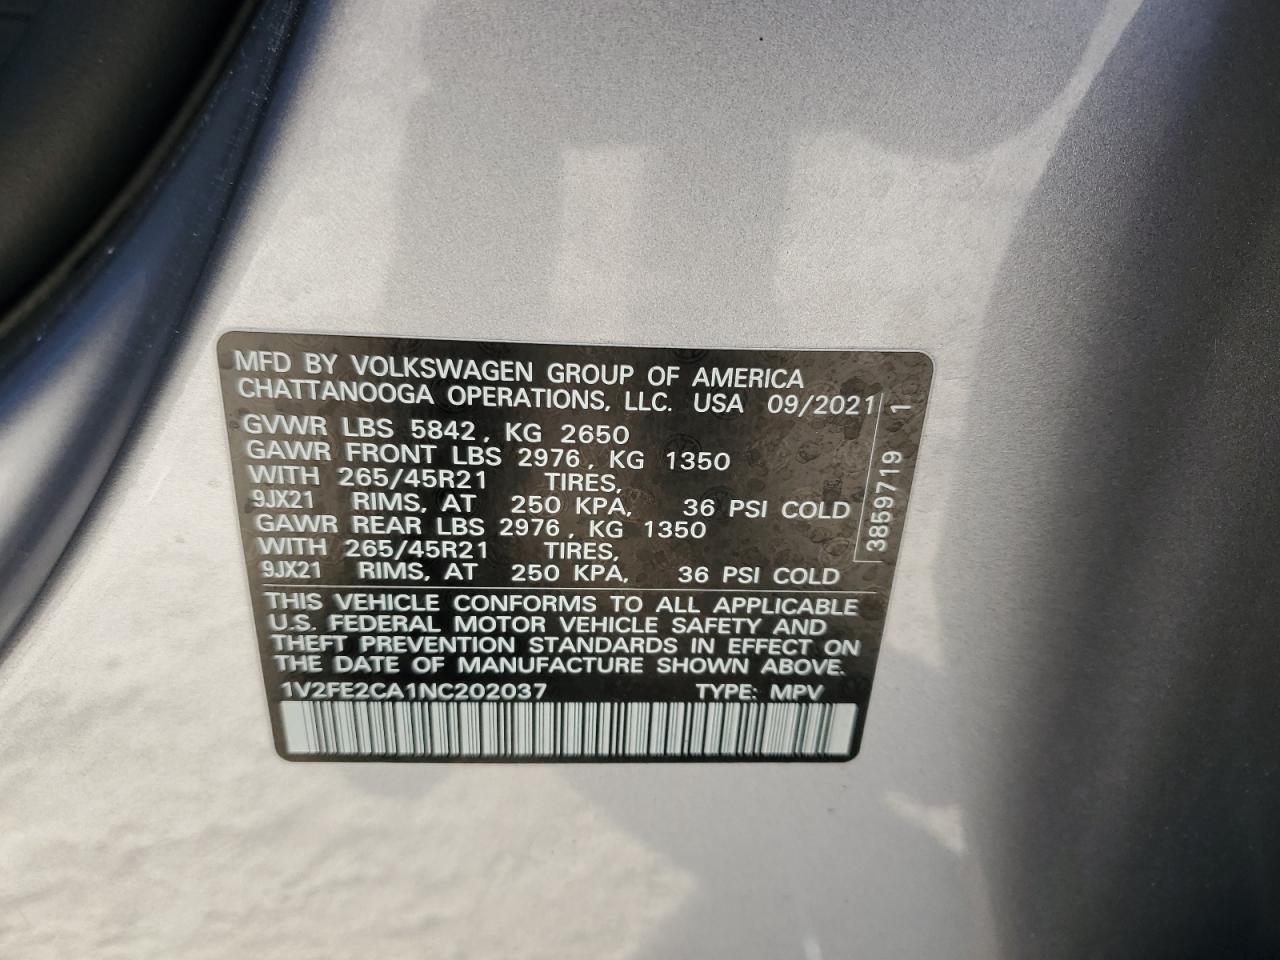 MFD BY VOLKSWAGEN GROUP OF AMERICA
CHATTANOOGA OPERATIONS, LLC. USA 09/2021
GVWR LBS 5842, KG 2650
GAWR FRONT LBS 2976, KG 1350
WITH 265/45R21 TIRES,
9JX21 RIMS, AT 250 KPA, 36 PSI COLD
GAWR REAR LBS 2976, KG 1350
WITH 265/45R21 TIRES,
9JX21 RIMS, AT 250 KPA, 36 PSI COLD
3859719 1
THIS VEHICLE CONFORMS TO ALL APPLICABLE
U.S. FEDERAL MOTOR VEHICLE SAFETY AND
THEFT PREVENTION STANDARDS IN EFFECT ON
THE DATE OF MANUFACTURE SHOWN ABOVE.
1V2FE2CA1NC202037 TYPE: MPV